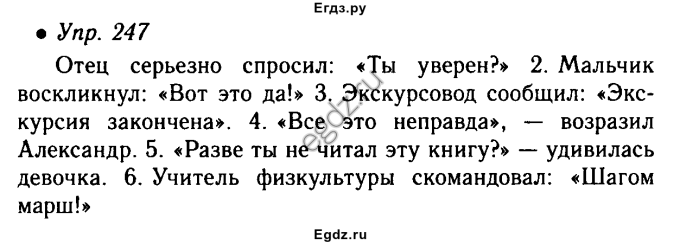 Егдз.ру
• Упр. 247
Отец серьезно спросил: «Ты уверен?» 2. Мальчик
воскликнул: «Вот это да!» 3. Экскурсовод сообщил: «Экс-
курсия закончена». 4. «Все это неправда», — возразил
Александр. 5. «Разве ты не читал эту книгу?» — удивилась
девочка. 6. Учитель физкультуры скомандовал: «Шагом
марш!»
egdz.ru
Egdz.ru